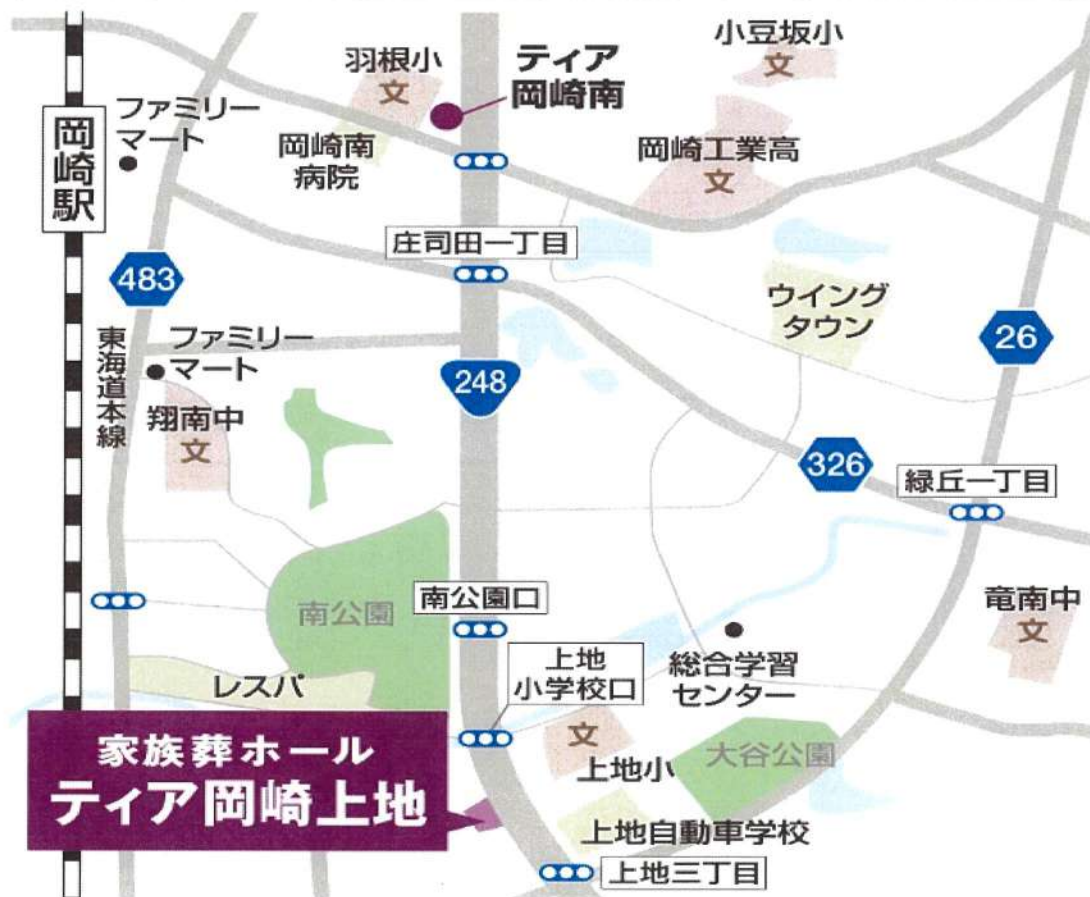 小豆坂小
羽根小
文
文
ティア
岡崎南
ファミリー
マート
岡崎南
病院
岡崎工業高
文
岡崎駅
庄司田一丁目
483
ウイング
タウン
26
東海道本線
ファミリー
マート
248
翔南中
文
326
緑丘一丁目
南公園
南公園口
竜南中
文
総合学習
センター
上地
小学校口
レスパ
文
上地小
大谷公園
家族葬ホール
ティア岡崎上地
上地自動車学校
上地三丁目